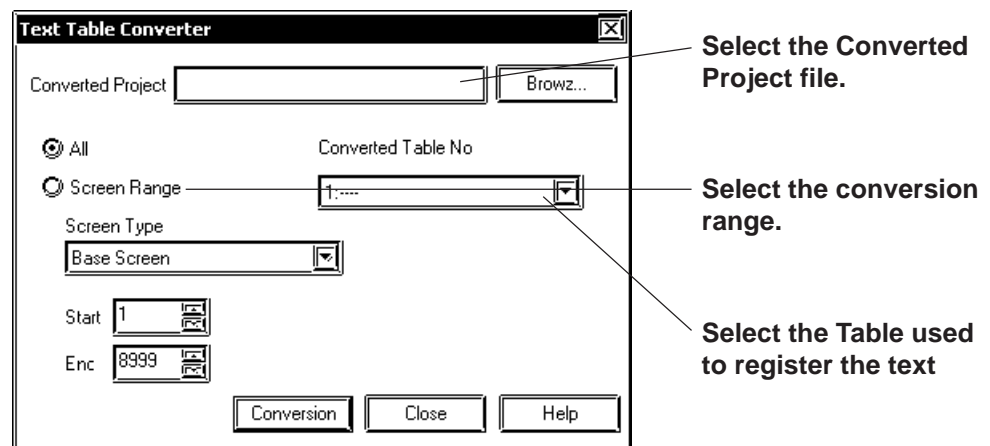 Text Table Converter
Select the Converted
Project file.
Converted Project
Browz...
All
Converted Table No
Screen Range
1:----
Select the conversion
range.
Screen Type
Base Screen
Start 1
Select the Table used
to register the text
Enc 8999
Conversion
Close
Help